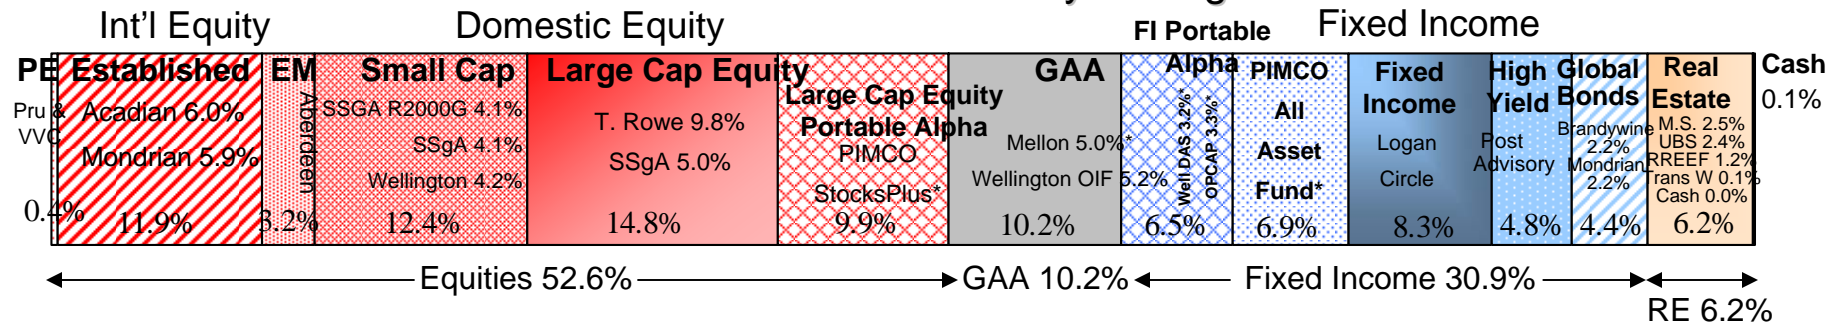 Int'l Equity
Domestic Equity
Fixed Income
PE
Pru &
VVC
0.4%
Established
Acadian 6.0%
Mondrian 5.9%
11.9%
EM
Aberdeen
3.2%
Small Cap
SSGA R2000G 4.1%
SSgA 4.1%
Wellington 4.2%
12.4%
Large Cap Equity
T. Rowe 9.8%
SSgA 5.0%
14.8%
Large Cap Equity
Portable Alpha
PIMCO
StocksPlus*
9.9%
GAA
Mellon 5.0%*
Wellington OIF 5.2%
10.2%
FI Portable
Alpha
Well DAS 3.2%*
OPCAP 3.3%*
6.5%
PIMCO
All
Asset
Fund*
6.9%
Fixed
Income
Logan
Circle
8.3%
High
Yield
Post
Advisory
4.8%
Global
Bonds
Brandywine
2.2%
Mondrian
2.2%
4.4%
Real
Estate
M.S. 2.5%
UBS 2.4%
RREEF 1.2%
Trans W 0.1%
Cash 0.0%
6.2%
Cash
0.1%
Equities 52.6%
GAA 10.2%
Fixed Income 30.9%
RE 6.2%